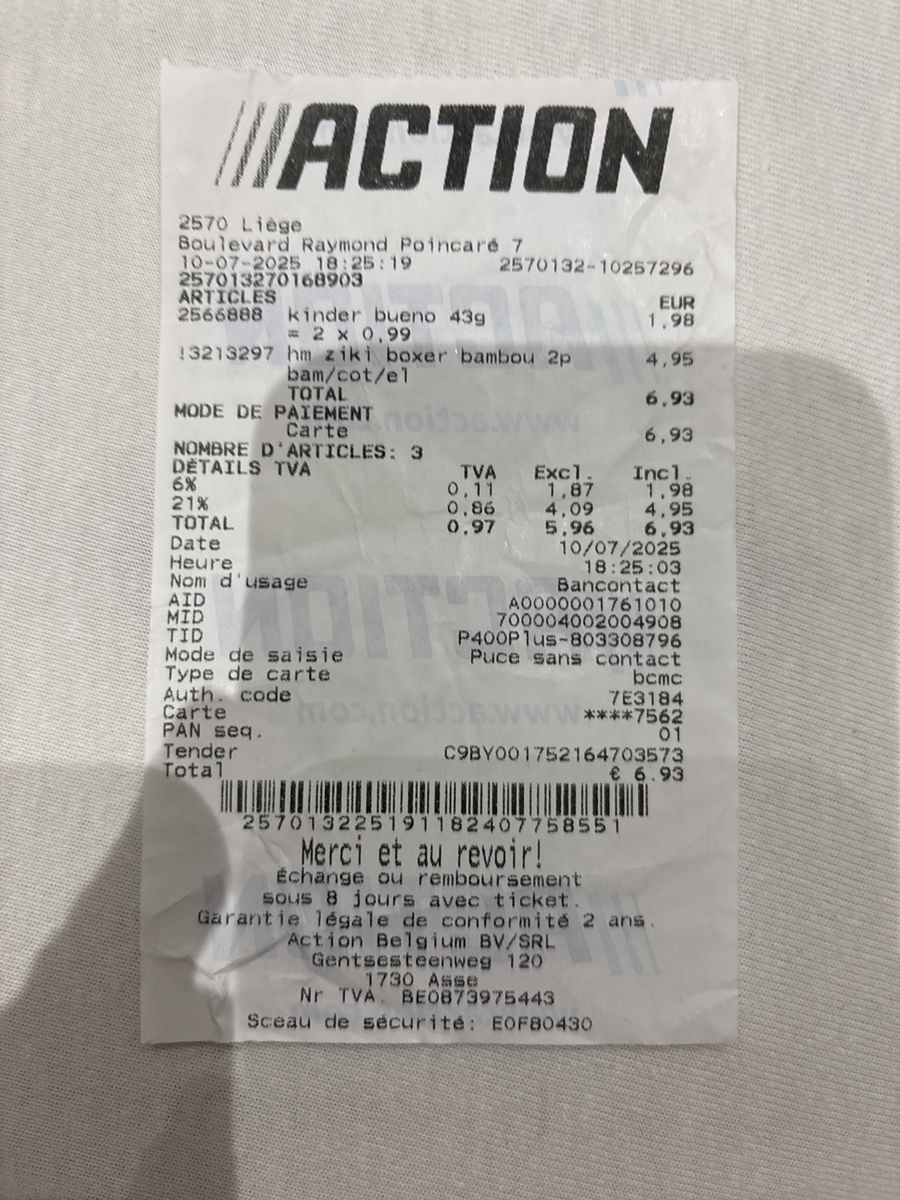 ///ACTION
2570 Liège
Boulevard Raymond Poincaré 7
10-07-2025 18:25:19 2570132-10257296
257013270168903
ARTICLES EUR
2566888 kinder bueno 43g 1,98
= 2 x 0,99
!3213297 hm ziki boxer bambou 2p 4,95
bam/cot/el
TOTAL 6,93
MODE DE PAIEMENT
Carte 6,93
NOMBRE D'ARTICLES: 3
DÉTAILS TVA TVA Excl. Incl.
6% 0,11 1,87 1,98
21% 0,86 4,09 4,95
TOTAL 0,97 5,96 6,93
Date 10/07/2025
Heure 18:25:03
Nom d'usage Bancontact
AID A0000001761010
MID 700004002004908
TID P400Plus-803308796
Mode de saisie Puce sans contact
Type de carte bcmc
Auth. code 7E3184
Carte ****7562
PAN seq. 01
Tender C9BY001752164703573
Total € 6.93
257013225191182407758551
Merci et au revoir!
Échange ou remboursement
sous 8 jours avec ticket.
Garantie légale de conformité 2 ans.
Action Belgium BV/SRL
Gentsesteenweg 120
1730 Asse
Nr TVA. BE0873975443
Sceau de sécurité: E0F80430